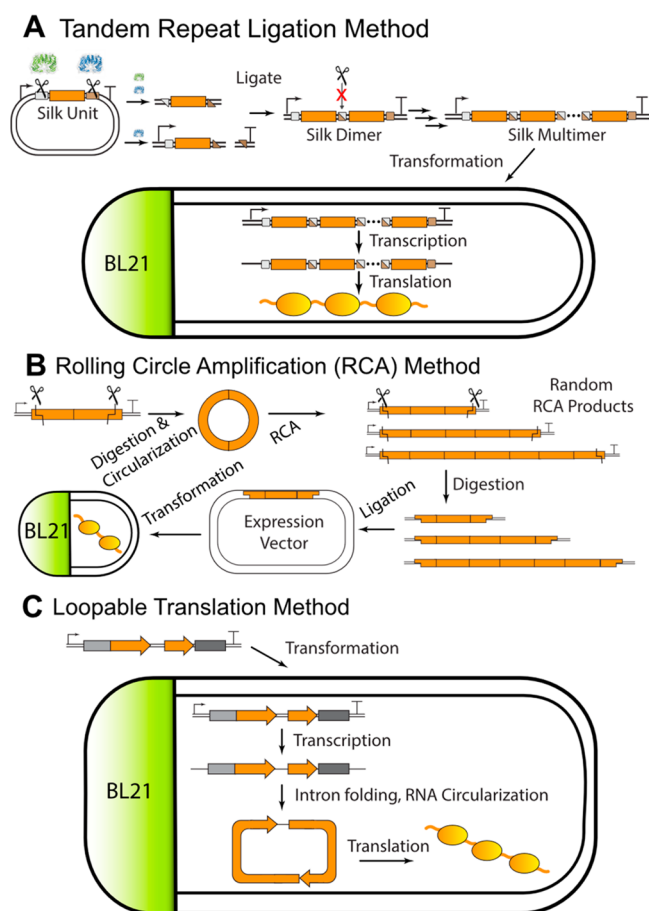 A Tandem Repeat Ligation Method
Silk Unit
Ligate
Silk Dimer
Silk Multimer
Transformation
BL21
Transcription
Translation
B Rolling Circle Amplification (RCA) Method
Digestion &
Circularization
RCA
Random
RCA Products
Digestion
Ligation
Expression
Vector
Transformation
BL21
C Loopable Translation Method
Transformation
BL21
Transcription
Intron folding, RNA Circularization
Translation